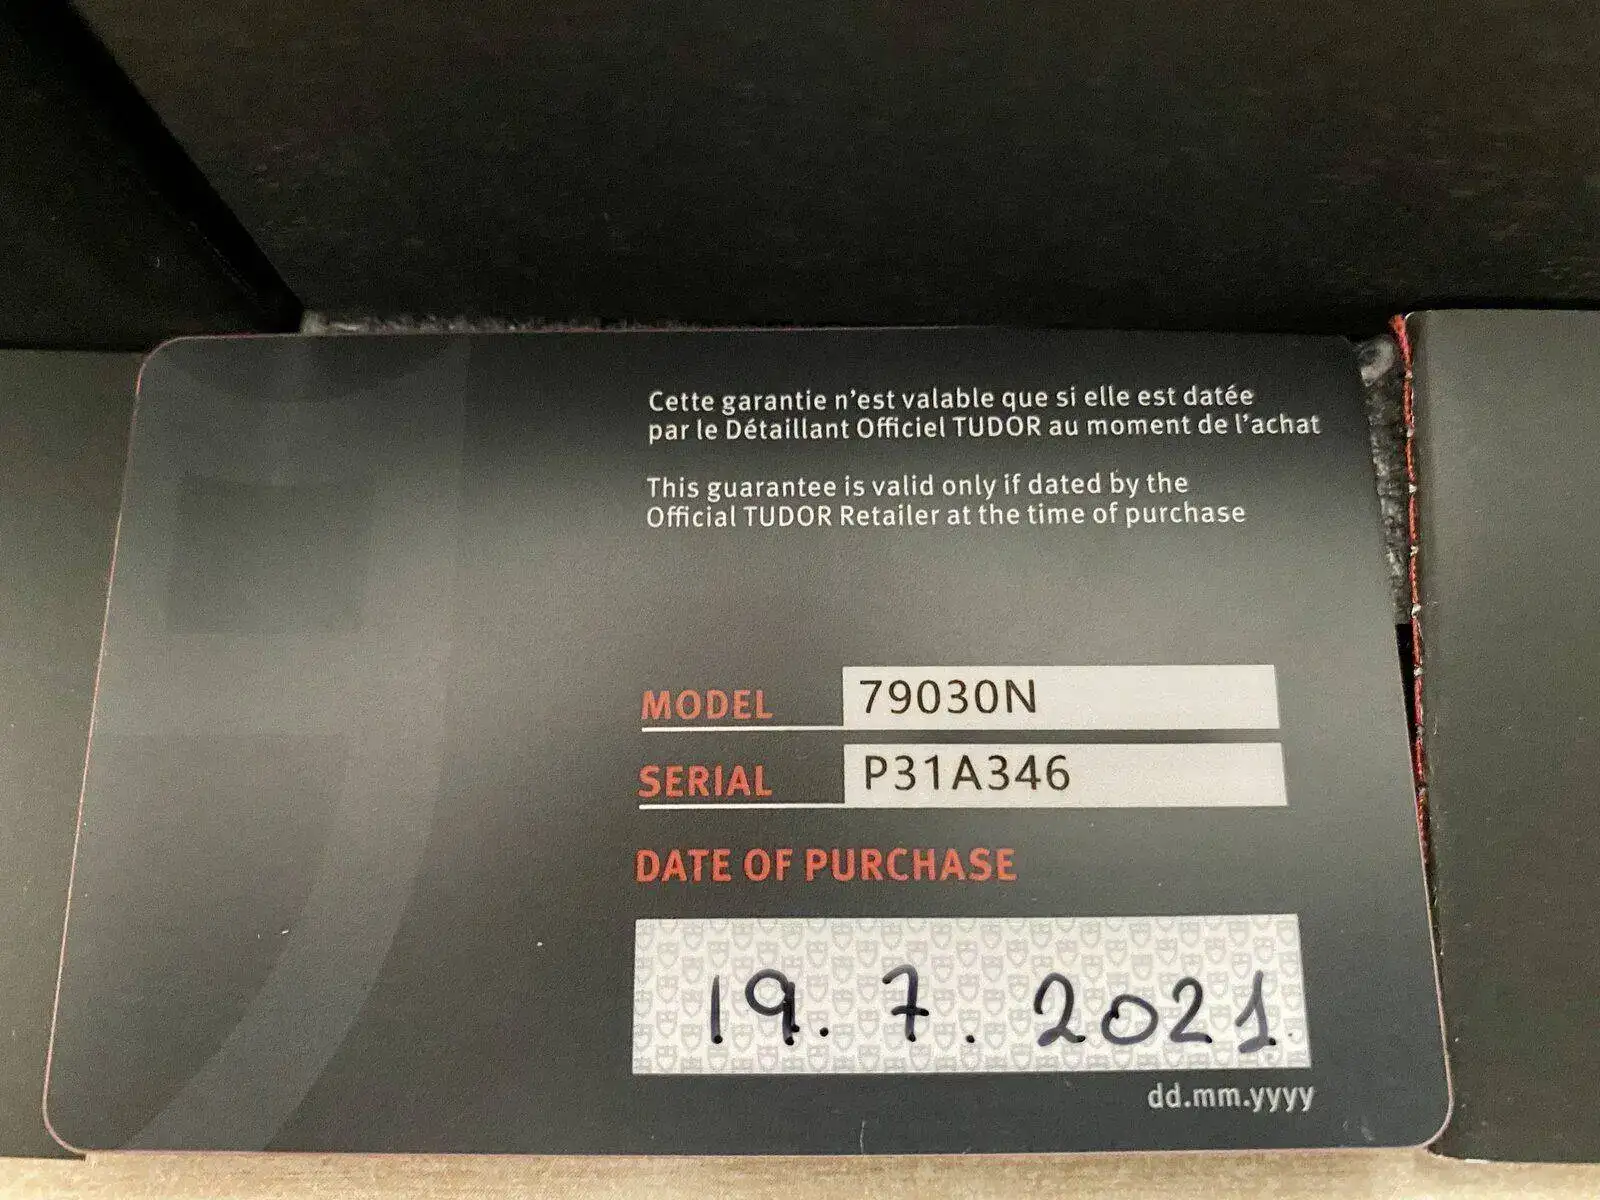 Cette garantie n'est valable que si elle est datée
par le Détaillant Officiel TUDOR au moment de l'achat
This guarantee is valid only if dated by the
Official TUDOR Retailer at the time of purchase
MODEL 79030N
SERIAL P31A346
DATE OF PURCHASE
19. 7. 2021.
dd.mm.yyyy